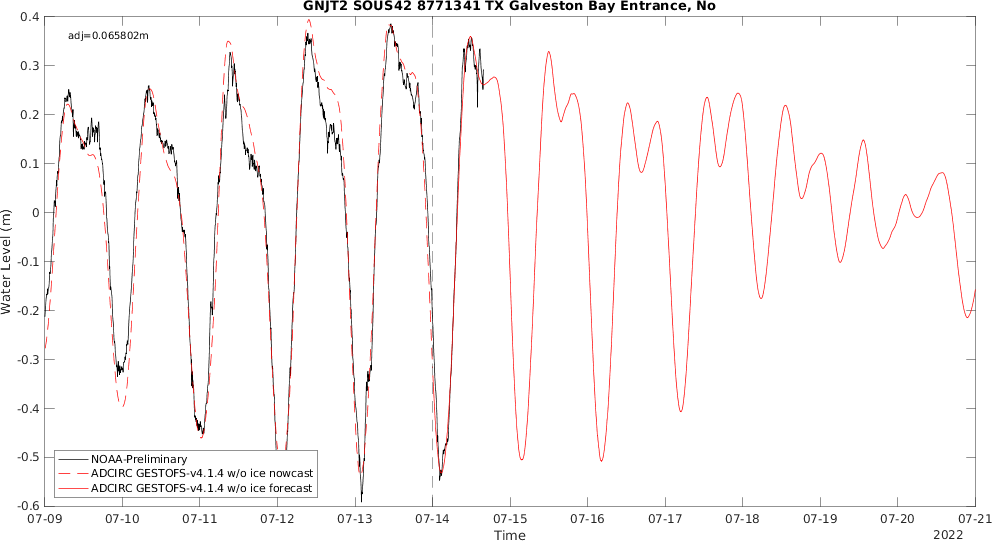 GNJT2 SOUS42 8771341 TX Galveston Bay Entrance, No
adj=0.065802m
0.4
0.3
0.2
0.1
0
-0.1
-0.2
-0.3
-0.4
-0.5
-0.6
Water Level (m)
NOAA-Preliminary
ADCIRC GESTOFS-v4.1.4 w/o ice nowcast
ADCIRC GESTOFS-v4.1.4 w/o ice forecast
07-09 07-10 07-11 07-12 07-13 07-14 07-15 07-16 07-17 07-18 07-19 07-20 07-21
Time
2022